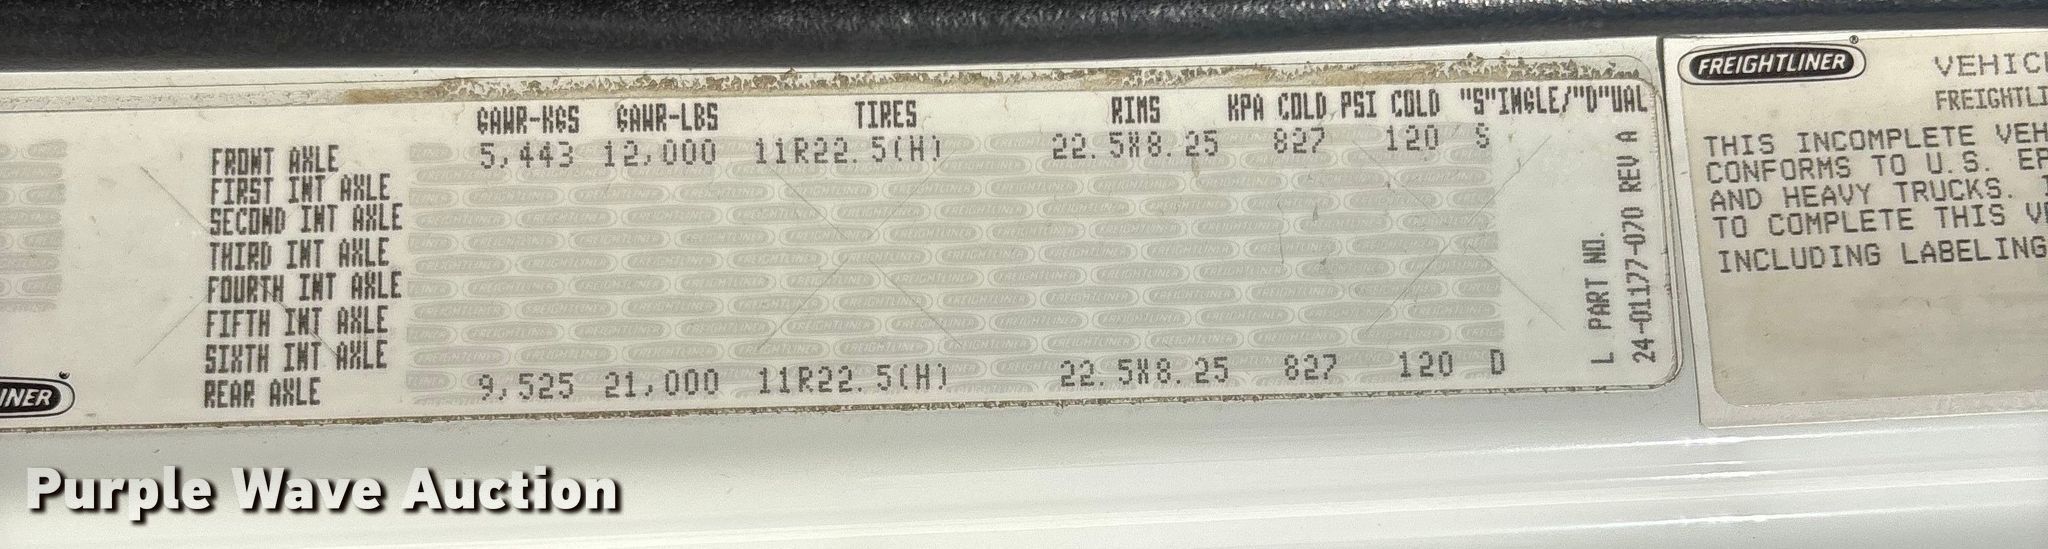 GAWR-KGS GAWR-LBS TIRES RIMS KPA COLD PSI COLD "S"INGLE/"D"UAL
FRONT AXLE 5,443 12,000 11R22.5(H) 22.5X8.25 827 120 S
FIRST INT AXLE
SECOND INT AXLE
THIRD INT AXLE
FOURTH INT AXLE
FIFTH INT AXLE
SIXTH INT AXLE
REAR AXLE 9,525 21,000 11R22.5(H) 22.5X8.25 827 120 D
L PART NO.
24-01177-070 REV A
INER
FREIGHTLINER®
VEHIC
FREIGHTLI
THIS INCOMPLETE VEH
CONFORMS TO U.S. EP
AND HEAVY TRUCKS.
TO COMPLETE THIS VE
INCLUDING LABELING
Purple Wave Auction